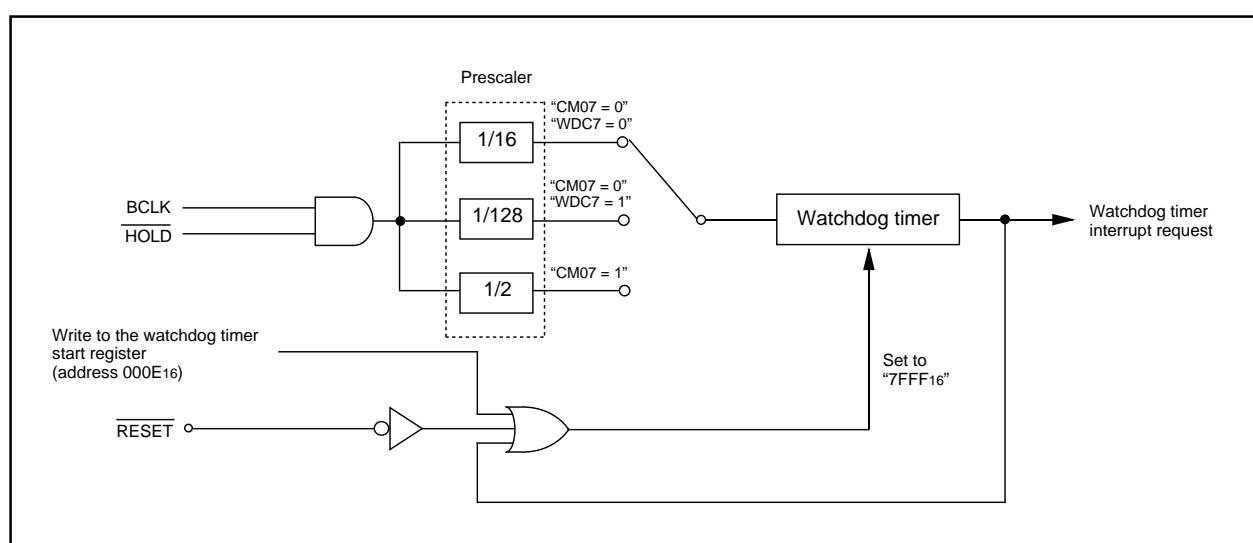 Prescaler
“CM07 = 0”
“WDC7 = 0”
1/16
“CM07 = 0”
“WDC7 = 1”
1/128
“CM07 = 1”
1/2
BCLK
HOLD
Watchdog timer
Watchdog timer
interrupt request
Write to the watchdog timer
start register
(address 000E16)
Set to
“7FFF16”
RESET